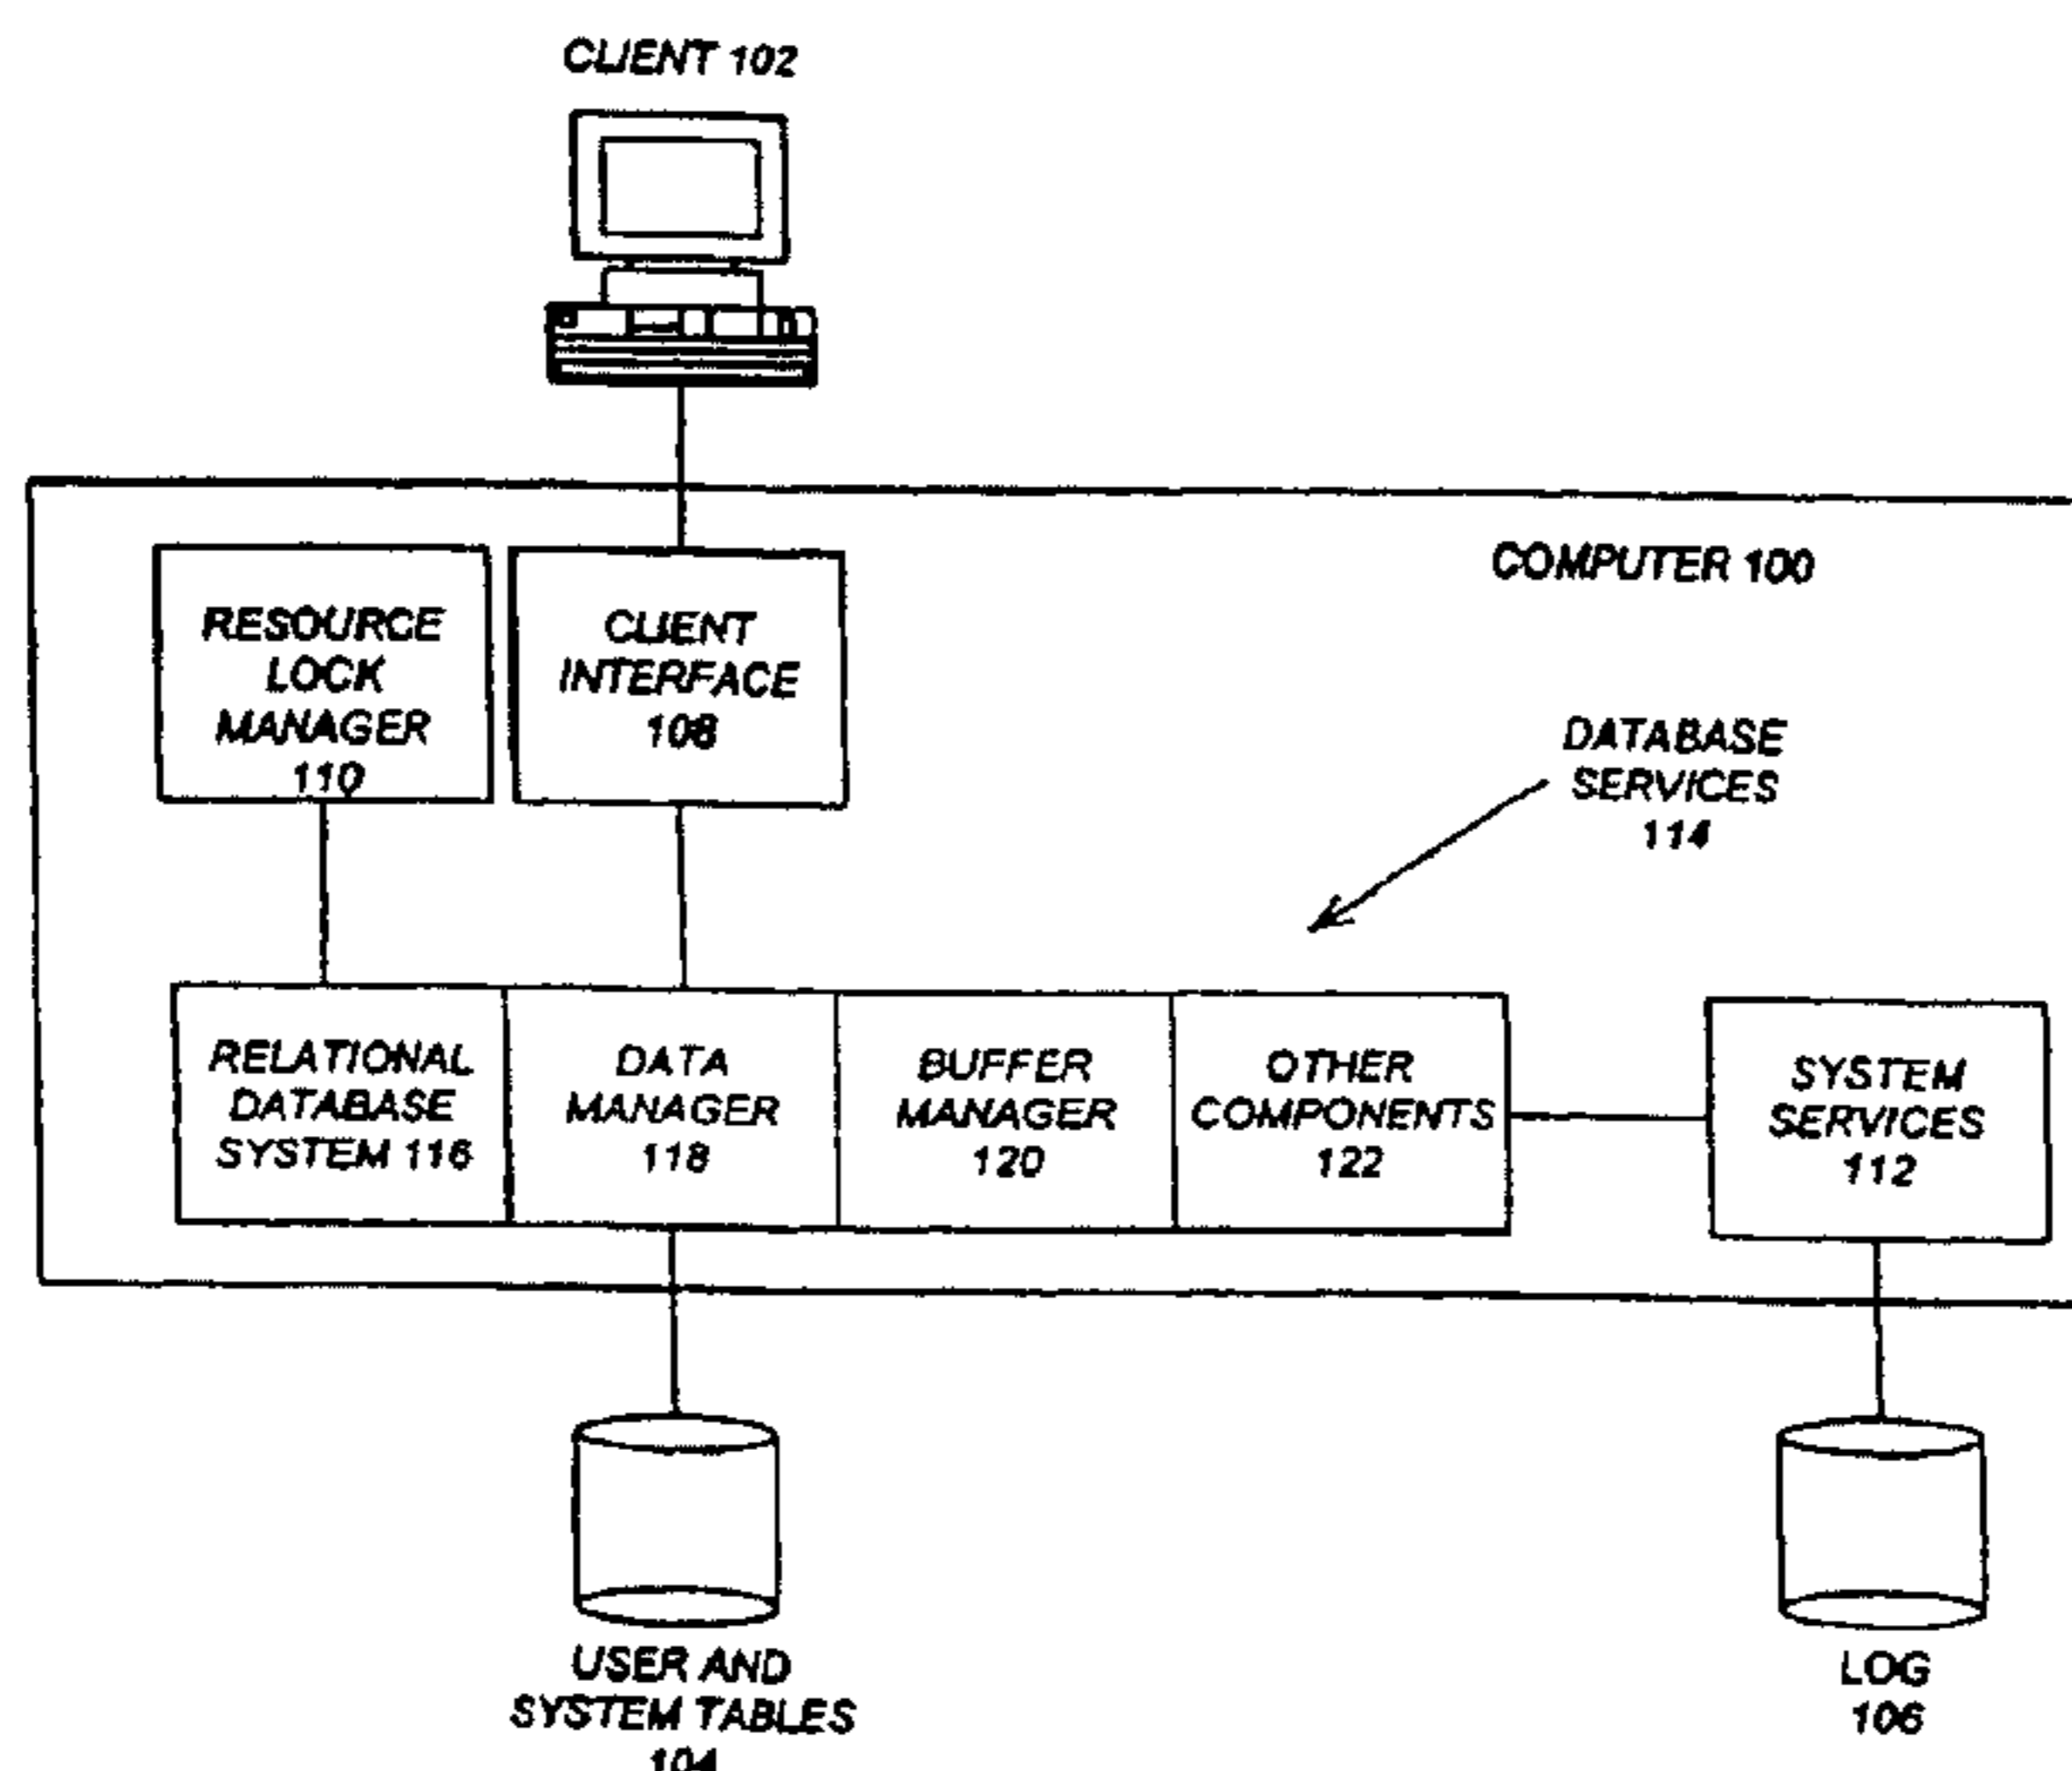 CLIENT 102
COMPUTER 100
RESOURCE
LOCK
MANAGER
110
CLIENT
INTERFACE
108
DATABASE
SERVICES
114
RELATIONAL
DATABASE
SYSTEM 116
DATA
MANAGER
118
BUFFER
MANAGER
120
OTHER
COMPONENTS
122
SYSTEM
SERVICES
112
USER AND
SYSTEM TABLES
104
LOG
106